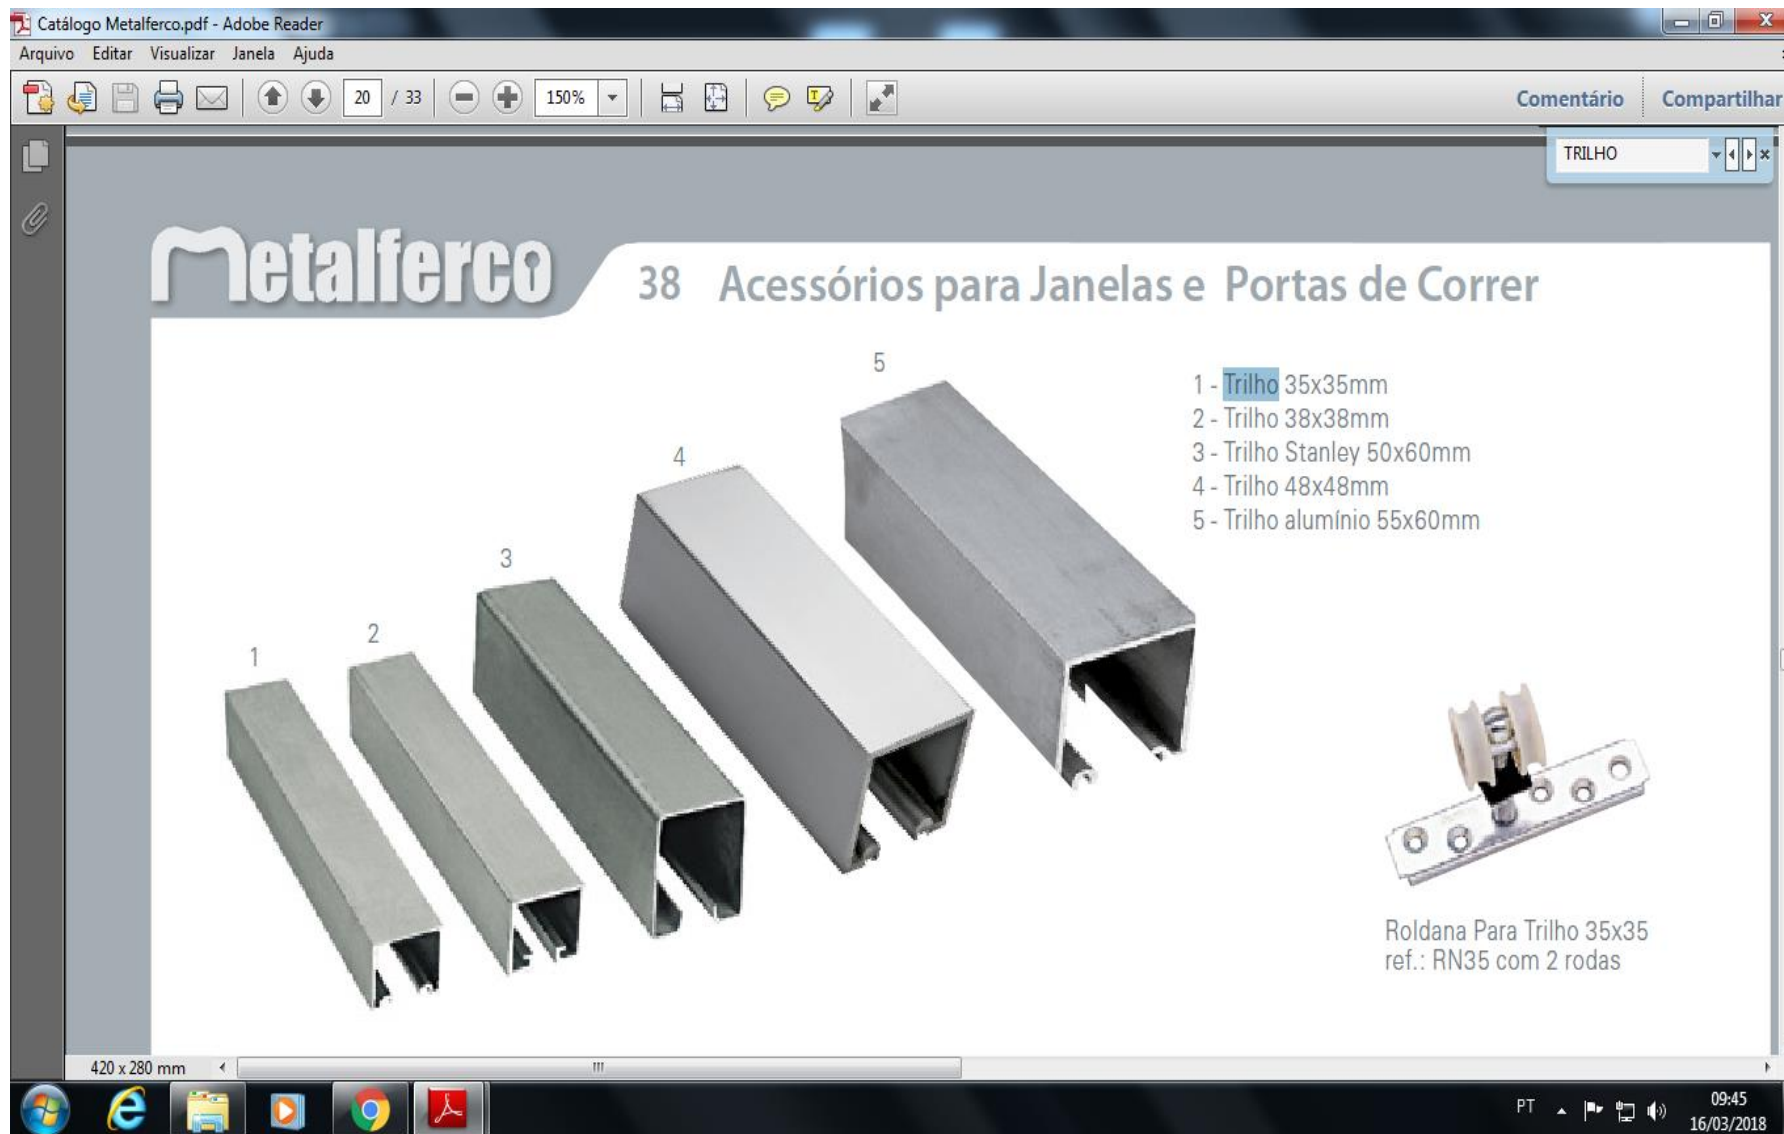 Catálogo Metalferco.pdf - Adobe Reader
Arquivo Editar Visualizar Janela Ajuda
20 / 33 150% Comentário Compartilhar
TRILHO
Metalferco
38 Acessórios para Janelas e Portas de Correr
1 - Trilho 35x35mm
2 - Trilho 38x38mm
3 - Trilho Stanley 50x60mm
4 - Trilho 48x48mm
5 - Trilho alumínio 55x60mm
5
4
3
2
1
Roldana Para Trilho 35x35
ref.: RN35 com 2 rodas
420 x 280 mm
PT
09:45
16/03/2018